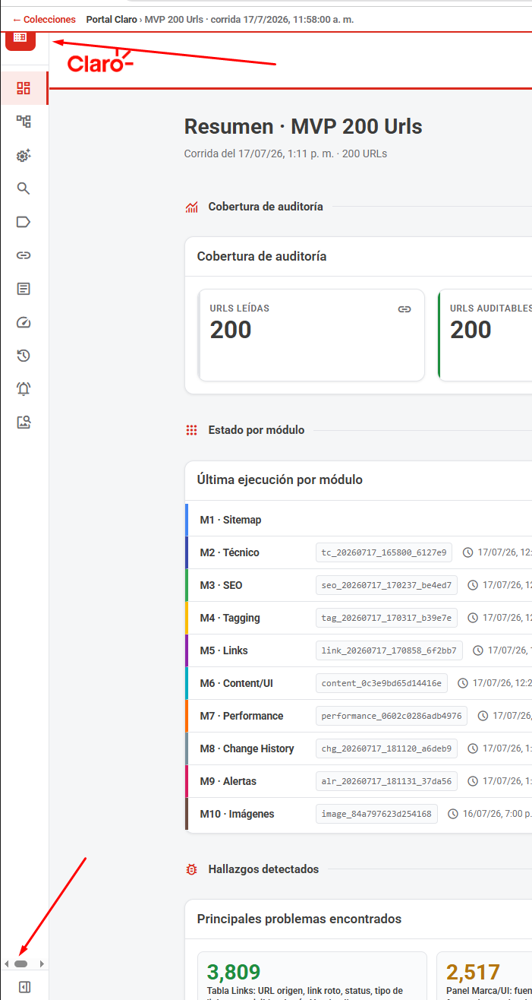 ← Colecciones Portal Claro › MVP 200 Urls · corrida 17/7/2026, 11:58:00 a. m.
Claro
Resumen · MVP 200 Urls
Corrida del 17/07/26, 1:11 p. m. · 200 URLs
Cobertura de auditoría
Cobertura de auditoría
URLS LEÍDAS
200
URLS AUDITABLES
200
Estado por módulo
Última ejecución por módulo
M1 · Sitemap
M2 · Técnico tc_20260717_165800_6127e9 17/07/26, 12:
M3 · SEO seo_20260717_170237_be4ed7 17/07/26, 12
M4 · Tagging tag_20260717_170317_b39e7e 17/07/26, 12
M5 · Links link_20260717_170858_6f2bb7 17/07/26, 1
M6 · Content/UI content_0c3e9bd65d14416e 17/07/26, 12:2
M7 · Performance performance_0602c0286adb4976 17/07/26,
M8 · Change History chg_20260717_181120_a6deb9 17/07/26, 1:
M9 · Alertas alr_20260717_181131_37da56 17/07/26, 1:
M10 · Imágenes image_84a797623d254168 16/07/26, 7:00 p.
Hallazgos detectados
Principales problemas encontrados
3,809
Tabla Links: URL origen, link roto, status, tipo de
2,517
Panel Marca/UI: fuen